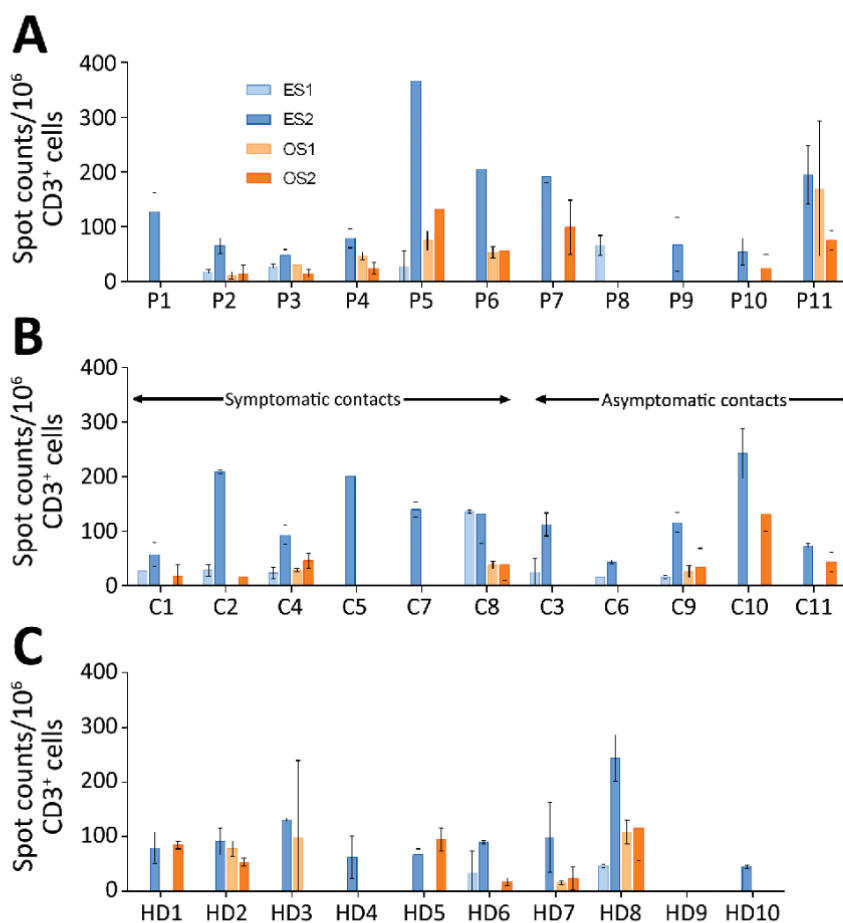 A
Spot counts/10⁶
CD3⁺ cells
400
300
200
100
0
ES1
ES2
OS1
OS2
P1 P2 P3 P4 P5 P6 P7 P8 P9 P10 P11
B
Spot counts/10⁶
CD3⁺ cells
400
300
200
100
0
Symptomatic contacts Asymptomatic contacts
C1 C2 C4 C5 C7 C8 C3 C6 C9 C10 C11
C
Spot counts/10⁶
CD3⁺ cells
400
300
200
100
0
HD1 HD2 HD3 HD4 HD5 HD6 HD7 HD8 HD9 HD10